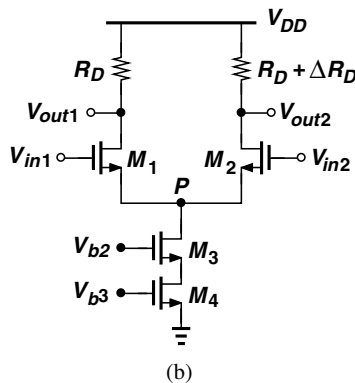 V_DD
R_D
R_D + ΔR_D
V_out1
V_out2
V_in1
M_1
M_2
V_in2
P
V_b2
M_3
V_b3
M_4
(b)